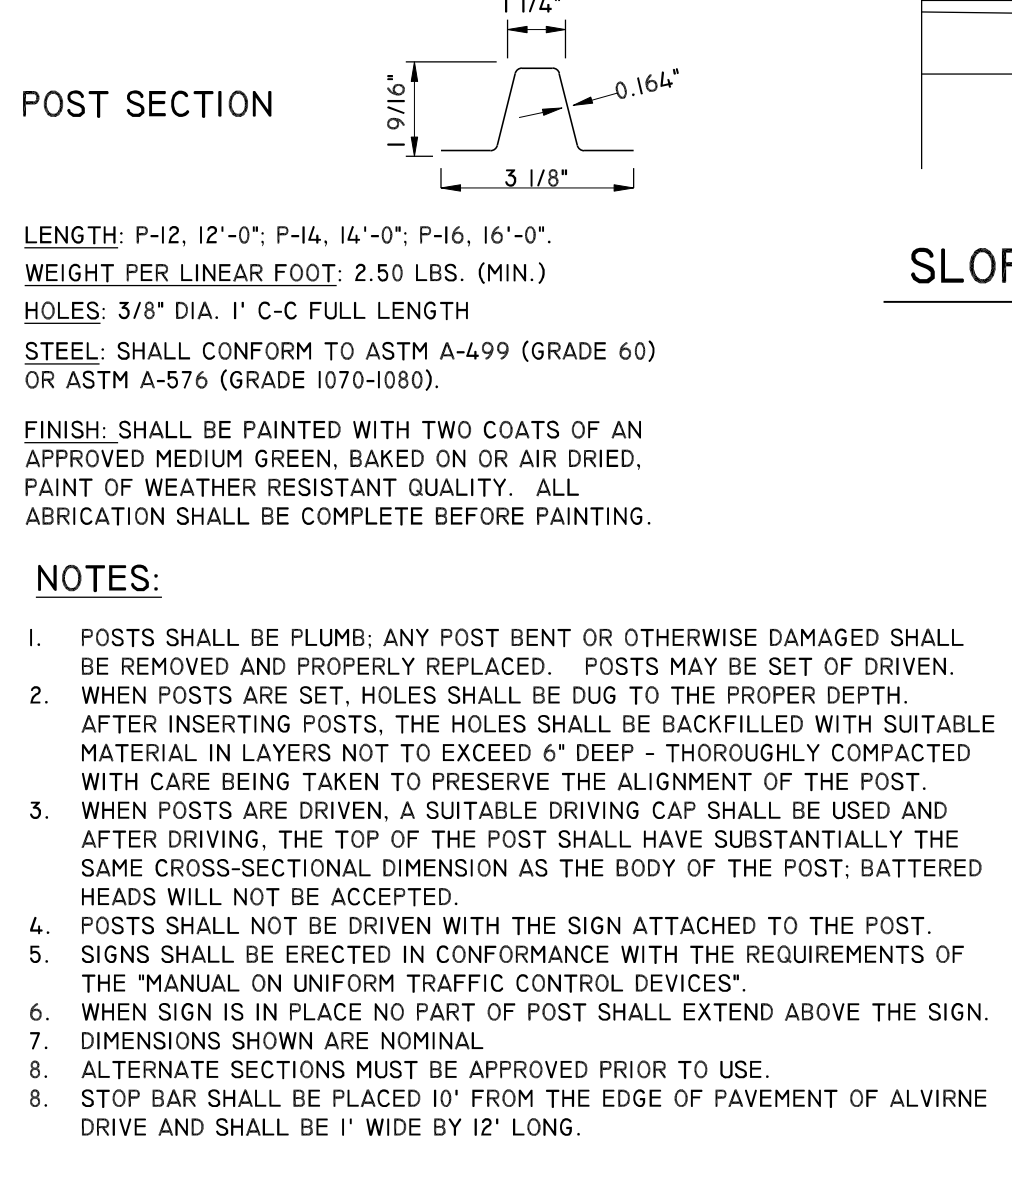 1 1/4"
1 9/16"
0.164"
POST SECTION
3 1/8"
LENGTH: P-12, 12'-0"; P-14, 14'-0"; P-16, 16'-0".
WEIGHT PER LINEAR FOOT: 2.50 LBS. (MIN.)
HOLES: 3/8" DIA. 1' C-C FULL LENGTH
STEEL: SHALL CONFORM TO ASTM A-499 (GRADE 60)
OR ASTM A-576 (GRADE 1070-1080).
FINISH: SHALL BE PAINTED WITH TWO COATS OF AN
APPROVED MEDIUM GREEN, BAKED ON OR AIR DRIED,
PAINT OF WEATHER RESISTANT QUALITY. ALL
ABRICATION SHALL BE COMPLETE BEFORE PAINTING.
NOTES:
1. POSTS SHALL BE PLUMB; ANY POST BENT OR OTHERWISE DAMAGED SHALL
BE REMOVED AND PROPERLY REPLACED. POSTS MAY BE SET OF DRIVEN.
2. WHEN POSTS ARE SET, HOLES SHALL BE DUG TO THE PROPER DEPTH.
AFTER INSERTING POSTS, THE HOLES SHALL BE BACKFILLED WITH SUITABLE
MATERIAL IN LAYERS NOT TO EXCEED 6" DEEP - THOROUGHLY COMPACTED
WITH CARE BEING TAKEN TO PRESERVE THE ALIGNMENT OF THE POST.
3. WHEN POSTS ARE DRIVEN, A SUITABLE DRIVING CAP SHALL BE USED AND
AFTER DRIVING, THE TOP OF THE POST SHALL HAVE SUBSTANTIALLY THE
SAME CROSS-SECTIONAL DIMENSION AS THE BODY OF THE POST; BATTERED
HEADS WILL NOT BE ACCEPTED.
4. POSTS SHALL NOT BE DRIVEN WITH THE SIGN ATTACHED TO THE POST.
5. SIGNS SHALL BE ERECTED IN CONFORMANCE WITH THE REQUIREMENTS OF
THE "MANUAL ON UNIFORM TRAFFIC CONTROL DEVICES".
6. WHEN SIGN IS IN PLACE NO PART OF POST SHALL EXTEND ABOVE THE SIGN.
7. DIMENSIONS SHOWN ARE NOMINAL
8. ALTERNATE SECTIONS MUST BE APPROVED PRIOR TO USE.
8. STOP BAR SHALL BE PLACED 10' FROM THE EDGE OF PAVEMENT OF ALVIRNE
DRIVE AND SHALL BE 1' WIDE BY 12' LONG.